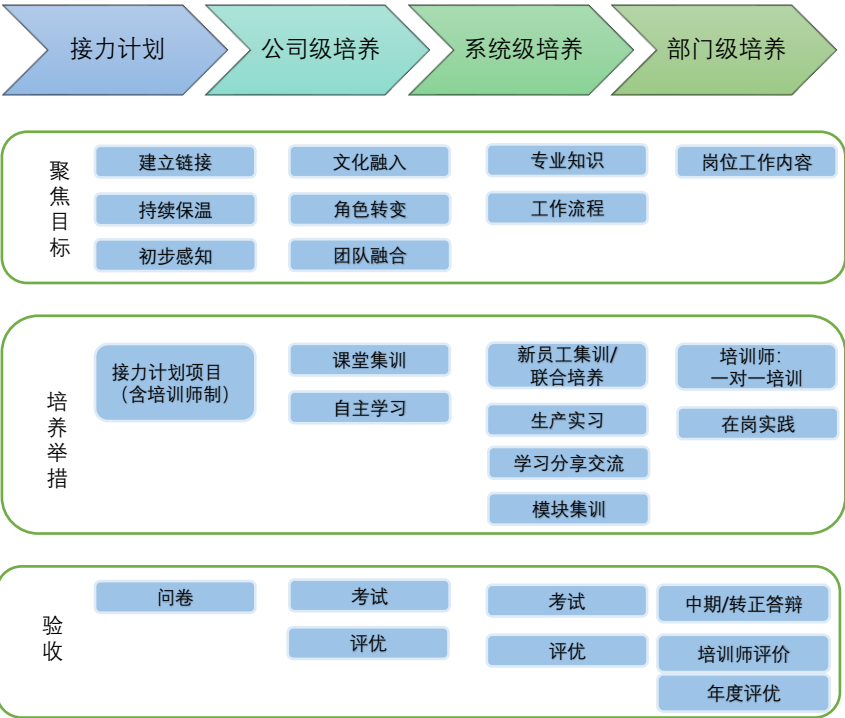 接力计划
公司级培养
系统级培养
部门级培养
聚焦目标
建立链接
文化融入
专业知识
岗位工作内容
持续保温
角色转变
工作流程
初步感知
团队融合
培养举措
接力计划项目
（含培训师制）
课堂集训
新员工集训/
联合培养
培训师：
一对一培训
自主学习
生产实习
在岗实践
学习分享交流
模块集训
验收
问卷
考试
考试
中期/转正答辩
评优
评优
培训师评价
年度评优